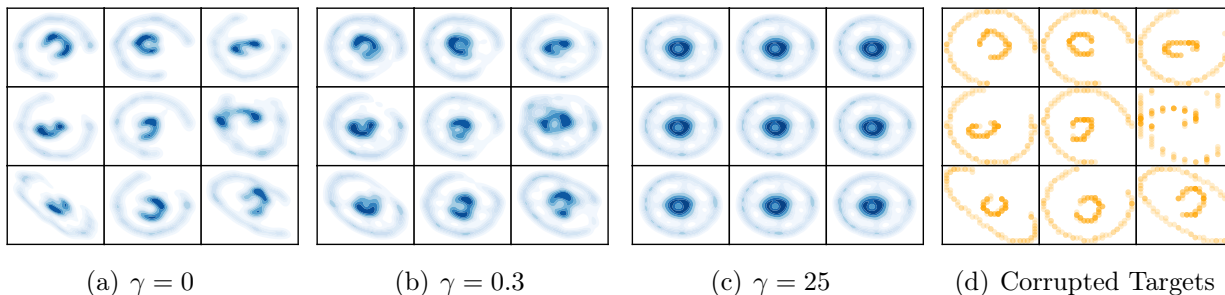 (a) γ = 0
(b) γ = 0.3
(c) γ = 25
(d) Corrupted Targets